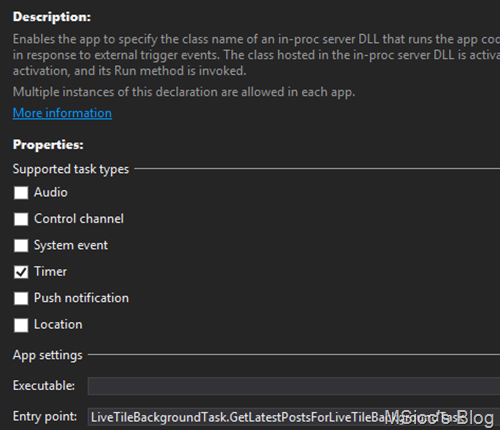 Description:
Enables the app to specify the class name of an in-proc server DLL that runs the app cod
in response to external trigger events. The class hosted in the in-proc server DLL is activa
activation, and its Run method is invoked.
Multiple instances of this declaration are allowed in each app.
More information
Properties:
Supported task types
Audio
Control channel
System event
Timer
Push notification
Location
App settings
Executable:
Entry point: LiveTileBackgroundTask.GetLatestPostsForLiveTileBackgroundTask
MSicc's Blog